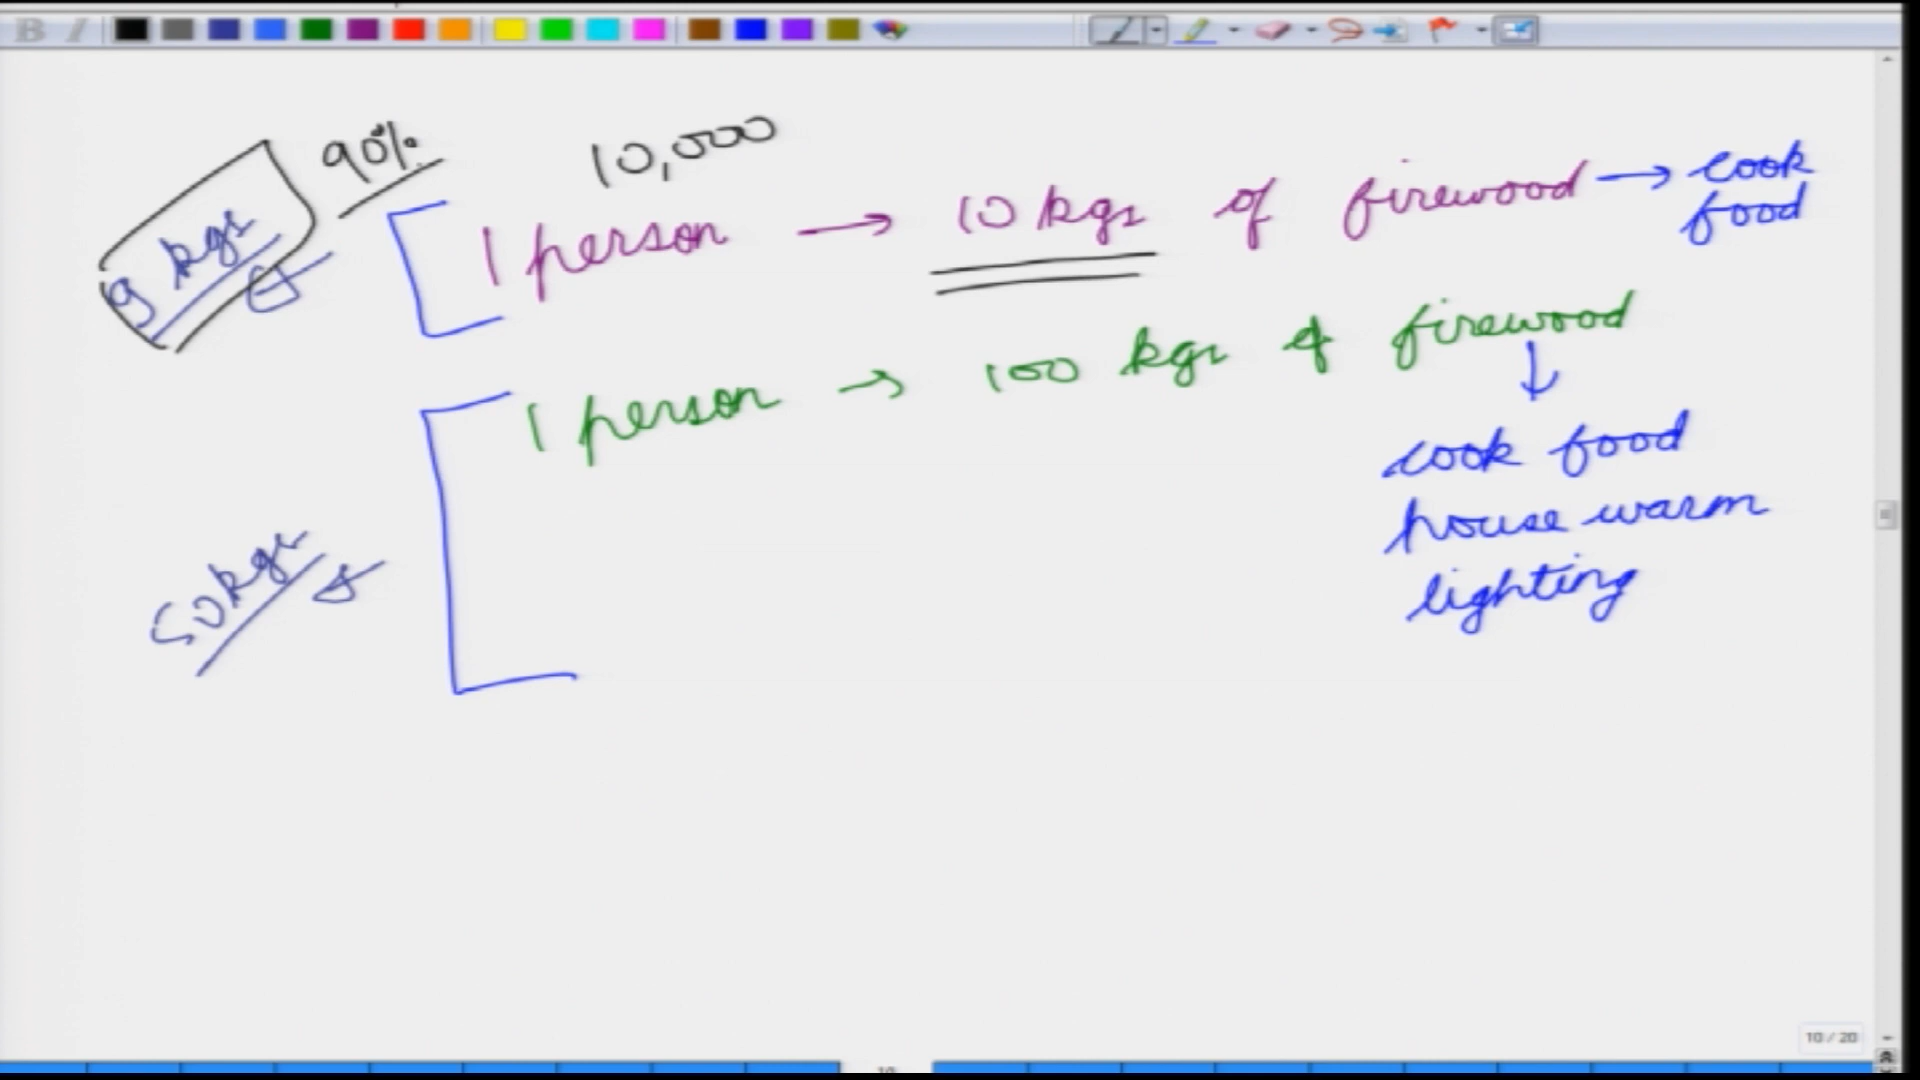 B I
90%
10,000
9 kgs
1 person → 10 kgs of firewood → cook food
1 person → 100 kgs of firewood
↓
cook food
house warm
lighting
50 kgs
10 / 20